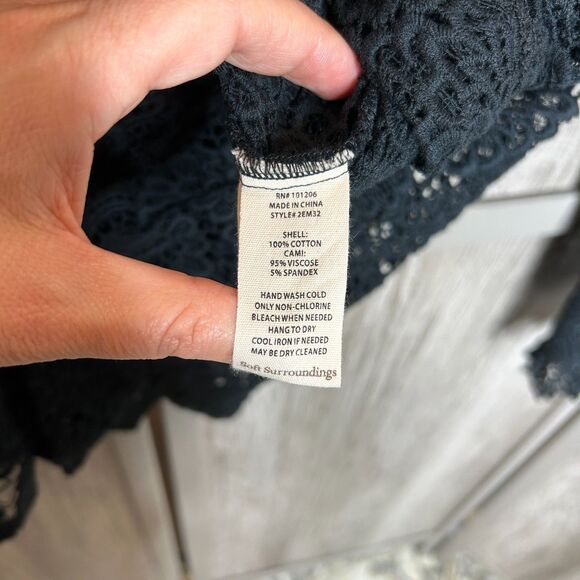 RN# 101206
MADE IN CHINA
STYLE# 2EM32
SHELL:
100% COTTON
CAMI:
95% VISCOSE
5% SPANDEX
HAND WASH COLD
ONLY NON-CHLORINE
BLEACH WHEN NEEDED
HANG TO DRY
COOL IRON IF NEEDED
MAY BE DRY CLEANED
Soft Surroundings